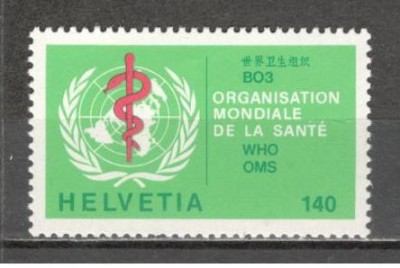 世界卫生组织
ВОЗ
ORGANISATION
MONDIALE
DE LA SANTÉ
WHO
OMS
HELVETIA 140